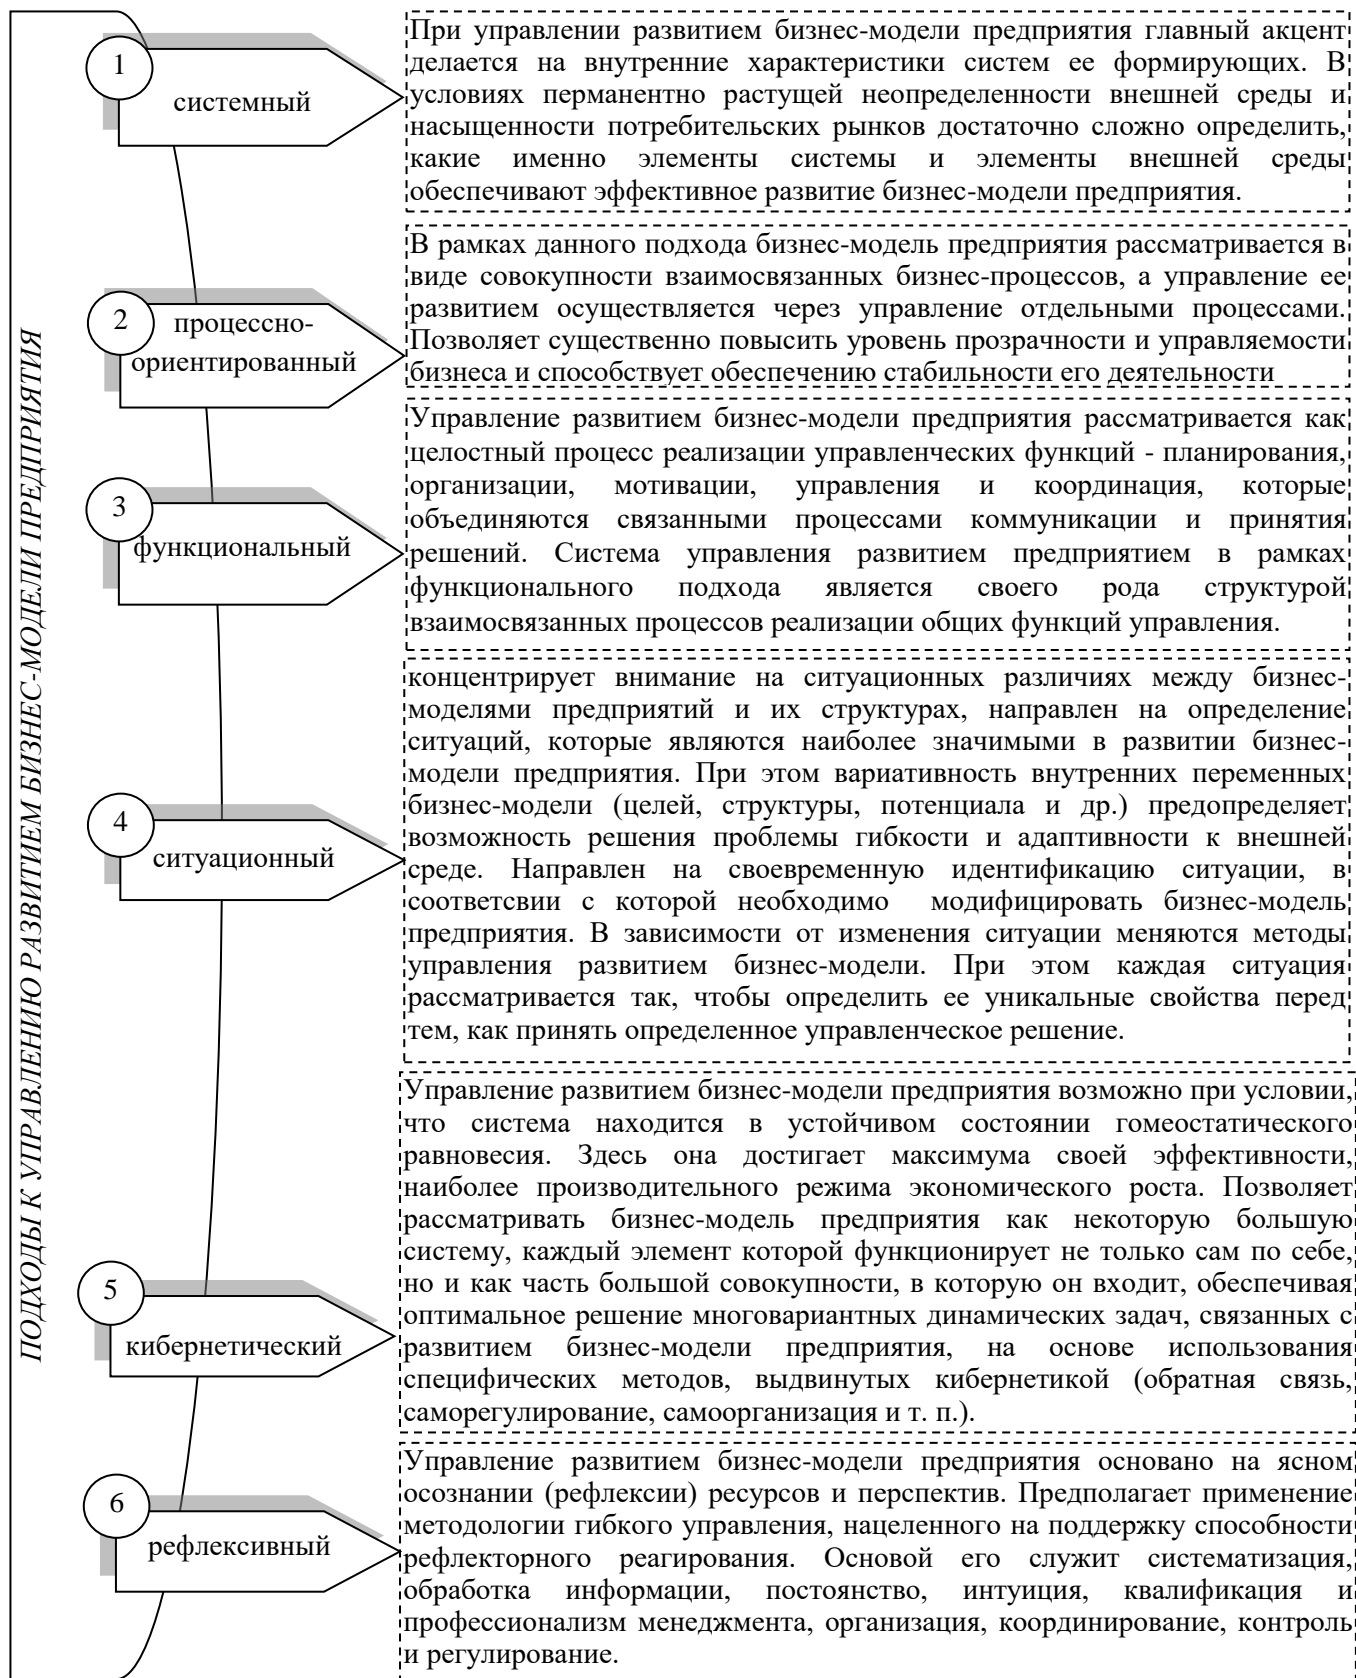 ПОДХОДЫ К УПРАВЛЕНИЮ РАЗВИТИЕМ БИЗНЕС-МОДЕЛИ ПРЕДПРИЯТИЯ
1
системный
При управлении развитием бизнес-модели предприятия главный акцент
делается на внутренние характеристики систем ее формирующих. В
условиях перманентно растущей неопределенности внешней среды и
насыщенности потребительских рынков достаточно сложно определить,
какие именно элементы системы и элементы внешней среды
обеспечивают эффективное развитие бизнес-модели предприятия.
2
процессно-
ориентированный
В рамках данного подхода бизнес-модель предприятия рассматривается в
виде совокупности взаимосвязанных бизнес-процессов, а управление ее
развитием осуществляется через управление отдельными процессами.
Позволяет существенно повысить уровень прозрачности и управляемости
бизнеса и способствует обеспечению стабильности его деятельности
3
функциональный
Управление развитием бизнес-модели предприятия рассматривается как
целостный процесс реализации управленческих функций - планирования,
организации, мотивации, управления и координация, которые
объединяются связанными процессами коммуникации и принятия
решений. Система управления развитием предприятием в рамках
функционального подхода является своего рода структурой
взаимосвязанных процессов реализации общих функций управления.
4
ситуационный
концентрирует внимание на ситуационных различиях между бизнес-
моделями предприятий и их структурах, направлен на определение
ситуаций, которые являются наиболее значимыми в развитии бизнес-
модели предприятия. При этом вариативность внутренних переменных
бизнес-модели (целей, структуры, потенциала и др.) предопределяет
возможность решения проблемы гибкости и адаптивности к внешней
среде. Направлен на своевременную идентификацию ситуации, в
соответсвии с которой необходимо модифицировать бизнес-модель
предприятия. В зависимости от изменения ситуации меняются методы
управления развитием бизнес-модели. При этом каждая ситуация
рассматривается так, чтобы определить ее уникальные свойства перед
тем, как принять определенное управленческое решение.
5
кибернетический
Управление развитием бизнес-модели предприятия возможно при условии,
что система находится в устойчивом состоянии гомеостатического
равновесия. Здесь она достигает максимума своей эффективности,
наиболее производительного режима экономического роста. Позволяет
рассматривать бизнес-модель предприятия как некоторую большую
систему, каждый элемент которой функционирует не только сам по себе,
но и как часть большой совокупности, в которую он входит, обеспечивая
оптимальное решение многовариантных динамических задач, связанных с
развитием бизнес-модели предприятия, на основе использования
специфических методов, выдвинутых кибернетикой (обратная связь,
саморегулирование, самоорганизация и т. п.).
6
рефлексивный
Управление развитием бизнес-модели предприятия основано на ясном
осознании (рефлексии) ресурсов и перспектив. Предполагает применение
методологии гибкого управления, нацеленного на поддержку способности
рефлекторного реагирования. Основой его служит систематизация,
обработка информации, постоянство, интуиция, квалификация и
профессионализм менеджмента, организация, координирование, контроль
и регулирование.